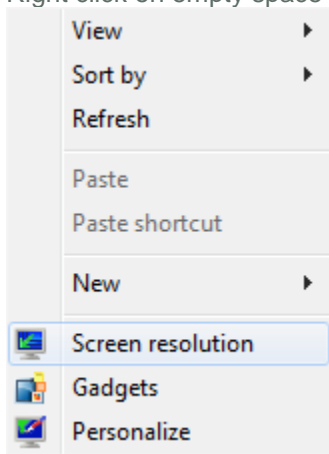 Right click on empty space
View
Sort by
Refresh
Paste
Paste shortcut
New
Screen resolution
Gadgets
Personalize